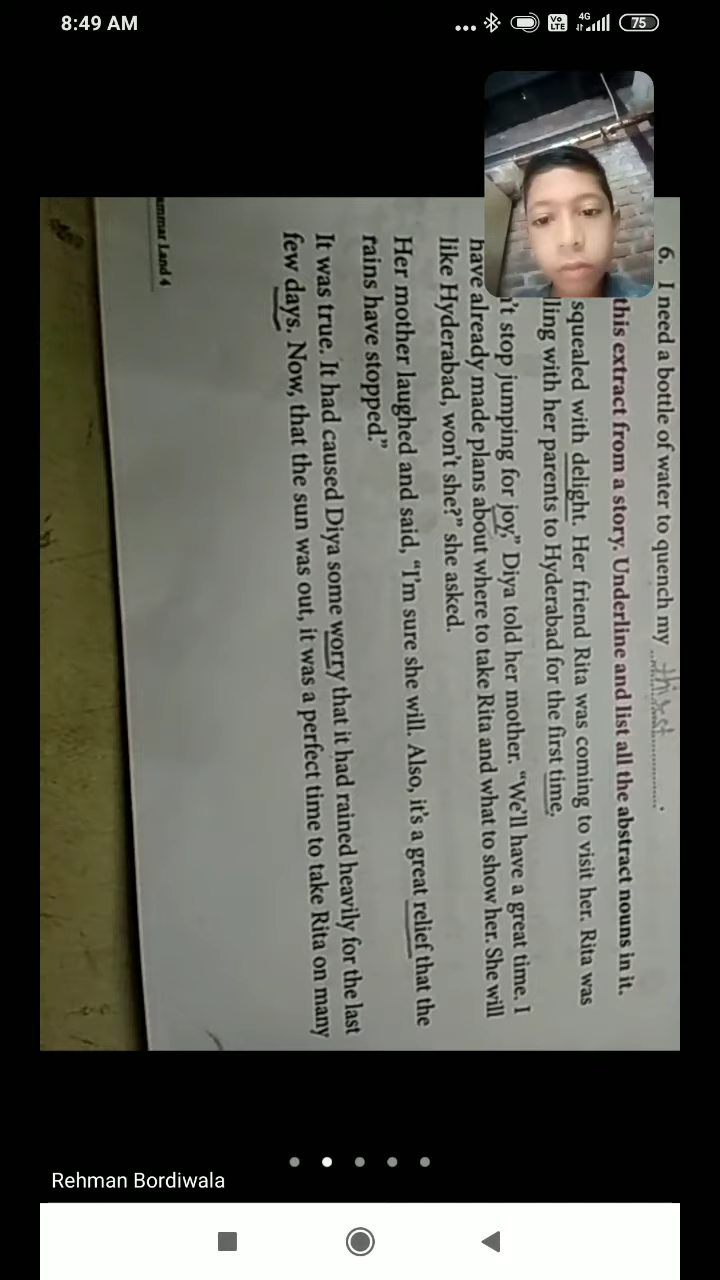 8:49 AM
Vo LTE 4G 75
6. I need a bottle of water to quench my thirst.
this extract from a story. Underline and list all the abstract nouns in it.
squealed with delight. Her friend Rita was coming to visit her. Rita was
ling with her parents to Hyderabad for the first time.
't stop jumping for joy," Diya told her mother. "We'll have a great time. I
have already made plans about where to take Rita and what to show her. She will
like Hyderabad, won't she?" she asked.
Her mother laughed and said, "I'm sure she will. Also, it's a great relief that the
rains have stopped."
It was true. It had caused Diya some worry that it had rained heavily for the last
few days. Now, that the sun was out, it was a perfect time to take Rita on many
ammar Land 4
Rehman Bordiwala